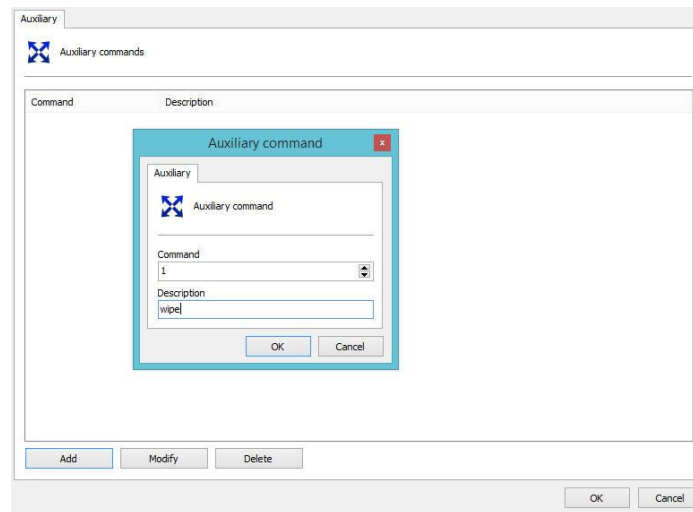 Auxiliary
Auxiliary commands
Command Description
Auxiliary command x
Auxiliary
Auxiliary command
Command
1
Description
wipe
OK Cancel
Add Modify Delete
OK Cancel